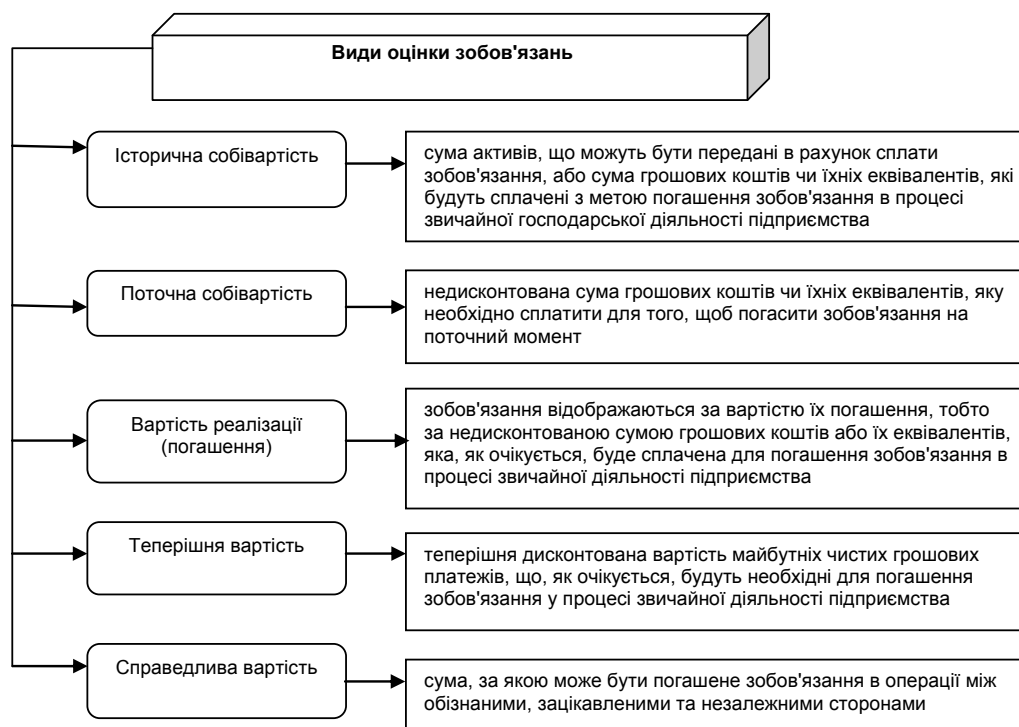 Види оцінки зобов'язань
Історична собівартість
сума активів, що можуть бути передані в рахунок сплати
зобов'язання, або сума грошових коштів чи їхніх еквівалентів, які
будуть сплачені з метою погашення зобов'язання в процесі
звичайної господарської діяльності підприємства
Поточна собівартість
недисконтована сума грошових коштів чи їхніх еквівалентів, яку
необхідно сплатити для того, щоб погасити зобов'язання на
поточний момент
Вартість реалізації
(погашення)
зобов'язання відображаються за вартістю їх погашення, тобто
за недисконтованою сумою грошових коштів або їх еквівалентів,
яка, як очікується, буде сплачена для погашення зобов'язання в
процесі звичайної діяльності підприємства
Теперішня вартість
теперішня дисконтована вартість майбутніх чистих грошових
платежів, що, як очікується, будуть необхідні для погашення
зобов'язання у процесі звичайної діяльності підприємства
Справедлива вартість
сума, за якою може бути погашене зобов'язання в операції між
обізнаними, зацікавленими та незалежними сторонами